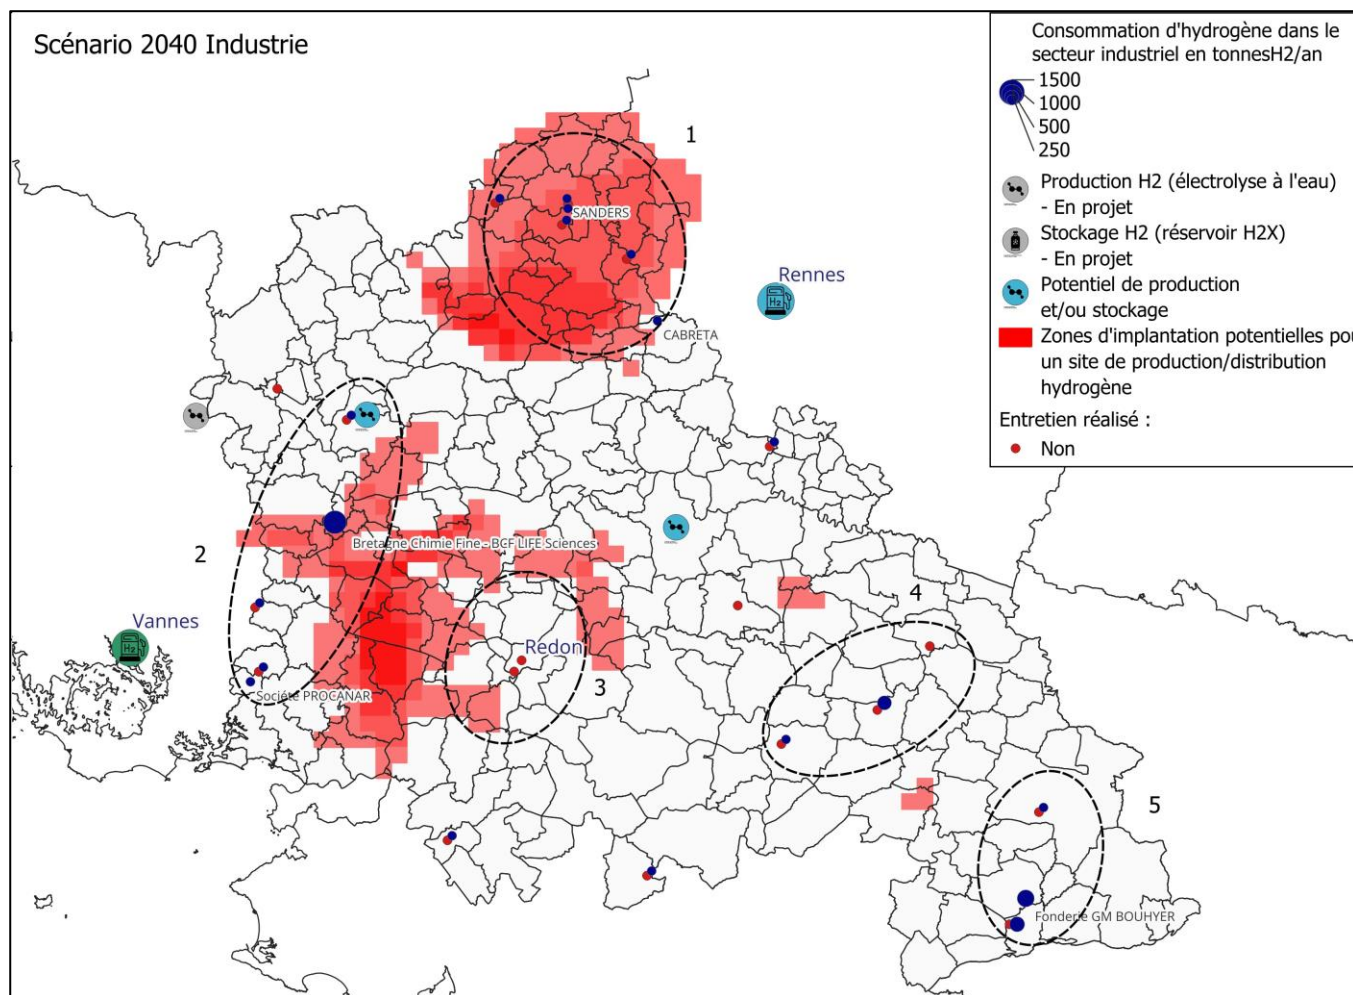 Scénario 2040 Industrie
Consommation d'hydrogène dans le
secteur industriel en tonnesH2/an
1500
1000
500
250
Production H2 (électrolyse à l'eau)
- En projet
Stockage H2 (réservoir H2X)
- En projet
Potentiel de production
et/ou stockage
Zones d'implantation potentielles pou
un site de production/distribution
hydrogène
Entretien réalisé :
Non
1
SANDERS
Rennes
H2
CABRETA
2
Bretagne Chimie Fine - BCF LIFE Sciences
4
Vannes
H2
Redon
3
Société PROCANAR
5
Fonderie GM BOUHYER